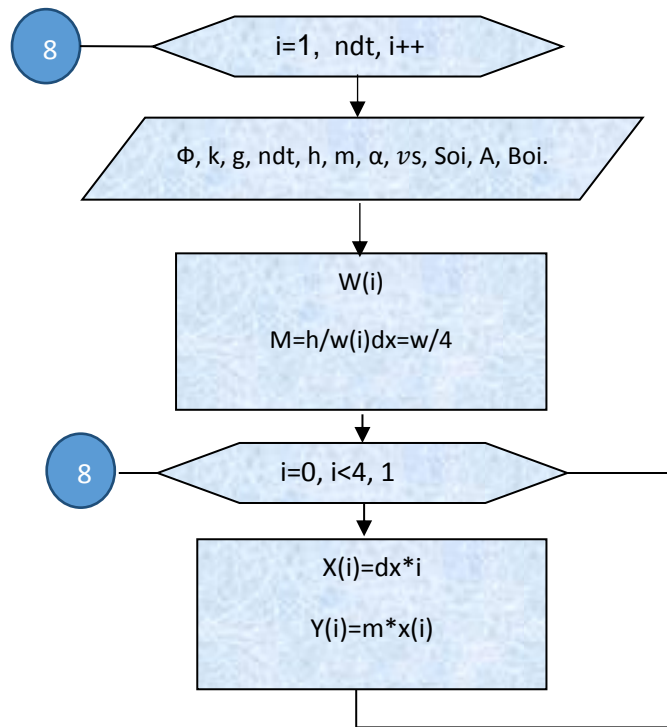 8
i=1, ndt, i++
Φ, k, g, ndt, h, m, α, 𝑣s, Soi, A, Boi.
W(i)
M=h/w(i)dx=w/4
8
i=0, i<4, 1
X(i)=dx*i
Y(i)=m*x(i)